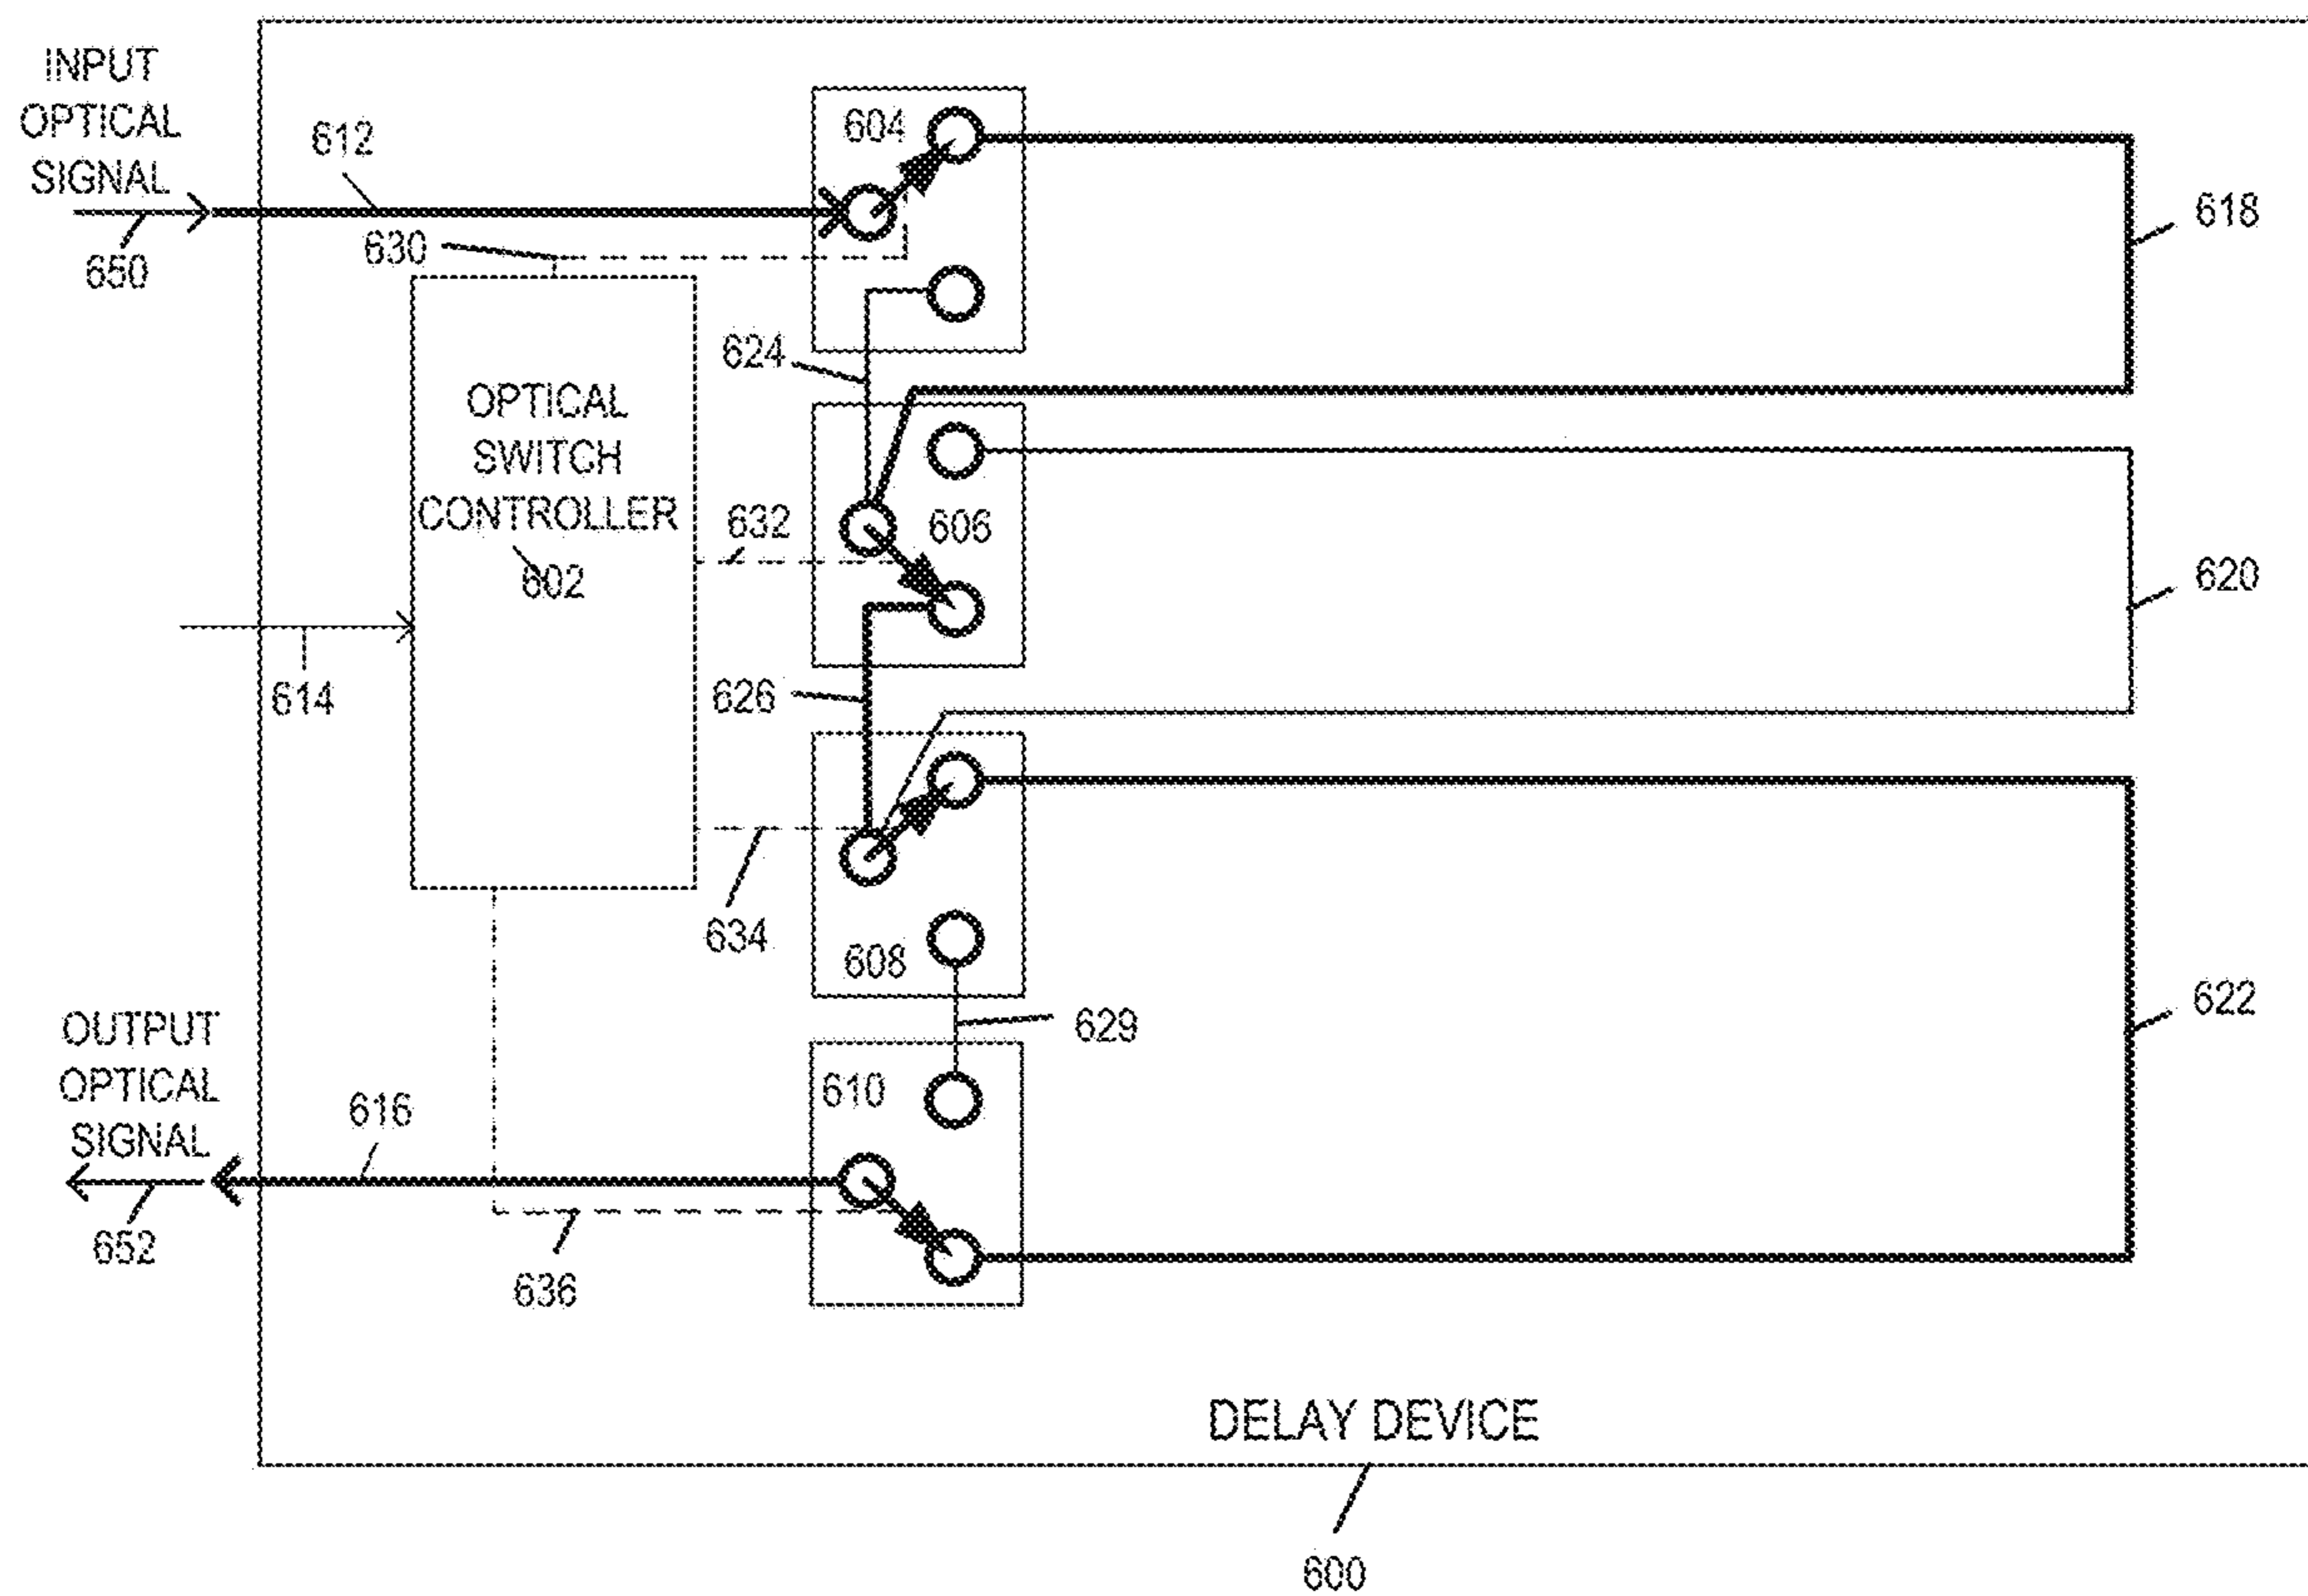 INPUT
OPTICAL
SIGNAL
612
604
618
630
650
624
OPTICAL
SWITCH
CONTROLLER
602
632
606
620
614
626
634
608
622
629
OUTPUT
OPTICAL
SIGNAL
610
616
652
636
DELAY DEVICE
600